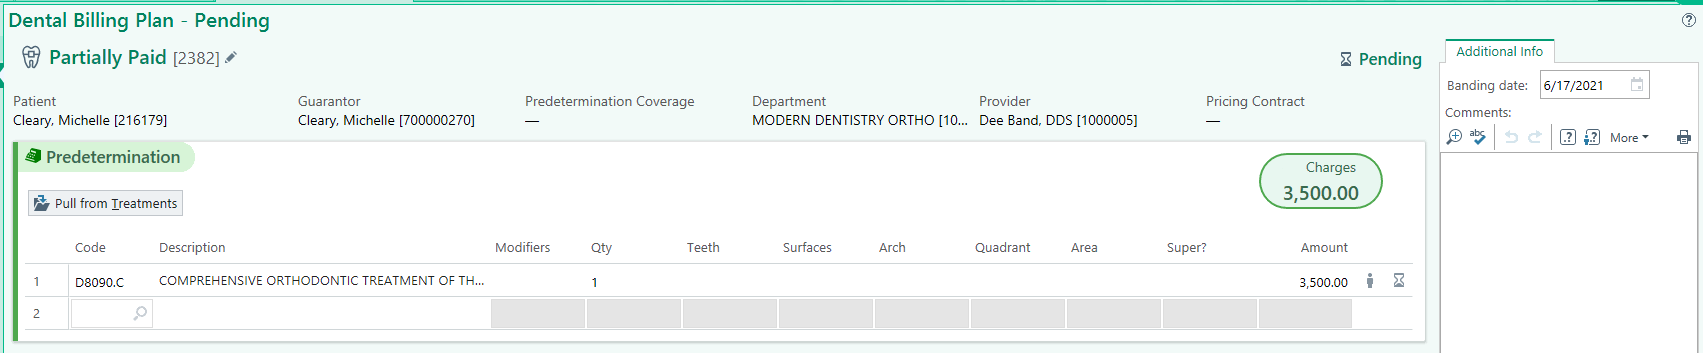 Dental Billing Plan - Pending
Partially Paid [2382]
Pending
Patient
Cleary, Michelle [216179]
Guarantor
Cleary, Michelle [700000270]
Predetermination Coverage
—
Department
MODERN DENTISTRY ORTHO [10...
Provider
Dee Band, DDS [1000005]
Pricing Contract
—
Predetermination
Charges
3,500.00
Pull from Treatments
Code Description Modifiers Qty Teeth Surfaces Arch Quadrant Area Super? Amount
1 D8090.C COMPREHENSIVE ORTHODONTIC TREATMENT OF TH... 1 3,500.00
2
Additional Info
Banding date: 6/17/2021
Comments:
abc More